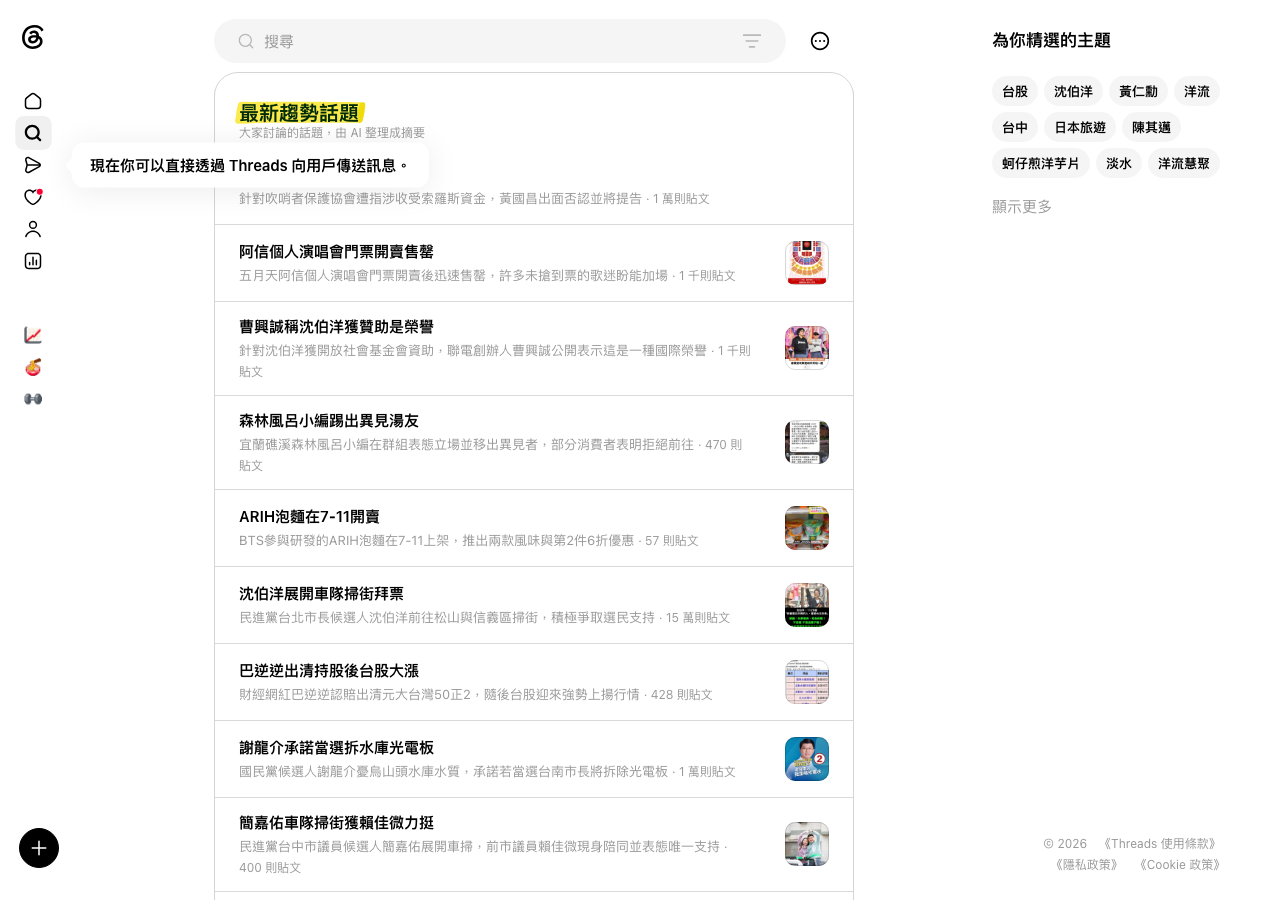 搜尋
最新趨勢話題
大家討論的話題，由 AI 整理成摘要
現在你可以直接透過 Threads 向用戶傳送訊息。
針對吹哨者保護協會遭指涉收受索羅斯資金，黃國昌出面否認並將提告 · 1 萬則貼文
阿信個人演唱會門票開賣售罄
五月天阿信個人演唱會門票開賣後迅速售罄，許多未搶到票的歌迷盼能加場 · 1 千則貼文
曹興誠稱沈伯洋獲贊助是榮譽
針對沈伯洋獲開放社會基金會資助，聯電創辦人曹興誠公開表示這是一種國際榮譽 · 1 千則
貼文
森林風呂小編踢出異見湯友
宜蘭礁溪森林風呂小編在群組表態立場並移出異見者，部分消費者表明拒絕前往 · 470 則
貼文
ARIH泡麵在7-11開賣
BTS參與研發的ARIH泡麵在7-11上架，推出兩款風味與第2件6折優惠 · 57 則貼文
沈伯洋展開車隊掃街拜票
民進黨台北市長候選人沈伯洋前往松山與信義區掃街，積極爭取選民支持 · 15 萬則貼文
巴逆逆出清持股後台股大漲
財經網紅巴逆逆認賠出清元大台灣50正2，隨後台股迎來強勢上揚行情 · 428 則貼文
謝龍介承諾當選拆水庫光電板
國民黨候選人謝龍介憂烏山頭水庫水質，承諾若當選台南市長將拆除光電板 · 1 萬則貼文
2
簡嘉佑車隊掃街獲賴佳微力挺
民進黨台中市議員候選人簡嘉佑展開車掃，前市議員賴佳微現身陪同並表態唯一支持 ·
400 則貼文
為你精選的主題
台股 沈伯洋 黃仁勳 洋流
台中 日本旅遊 陳其邁
蚵仔煎洋芋片 淡水 洋流慧聚
顯示更多
© 2026 《Threads 使用條款》
《隱私政策》 《Cookie 政策》